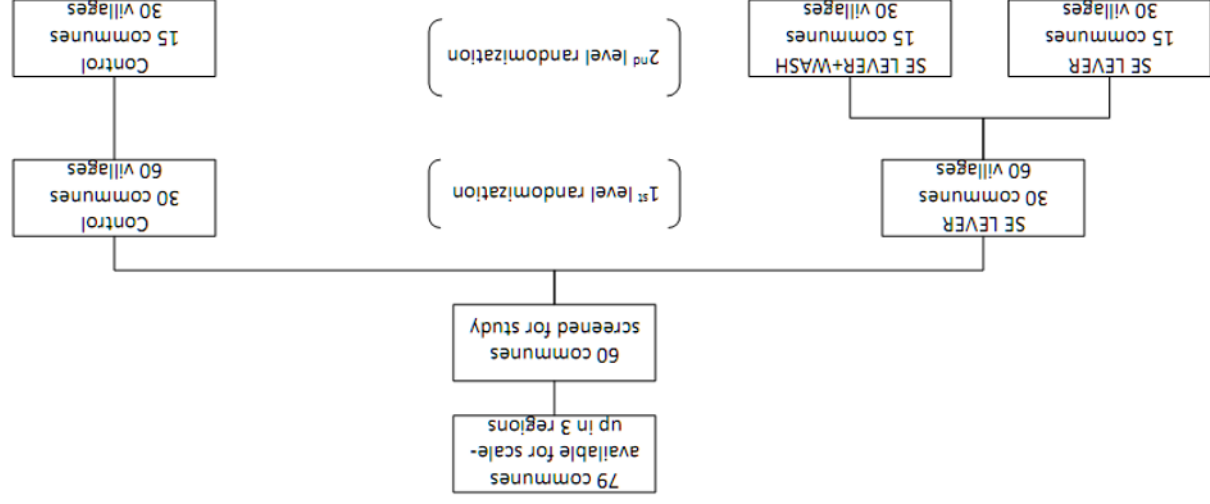 79 communes
available for scale-
up in 3 regions
60 communes
screened for study
SE LEVER
30 communes
60 villages
1st level randomization
Control
30 communes
60 villages
SE LEVER
15 communes
30 villages
SE LEVER+WASH
15 communes
30 villages
2nd level randomization
Control
15 communes
30 villages